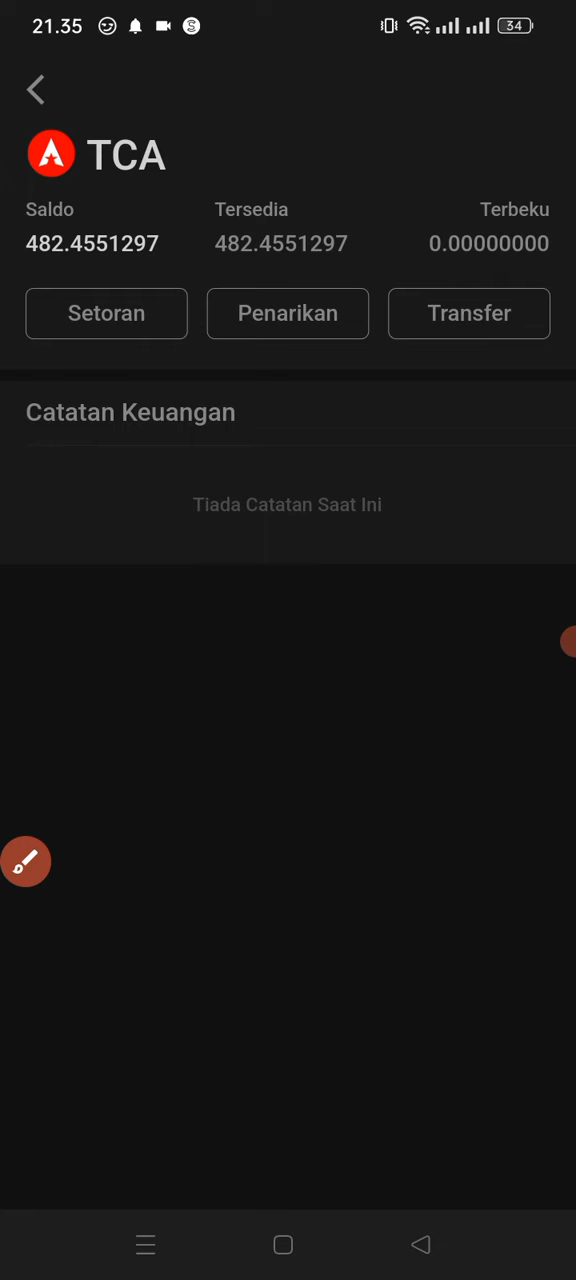 21.35
34
TCA
Saldo Tersedia Terbeku
482.4551297 482.4551297 0.00000000
Setoran Penarikan Transfer
Catatan Keuangan
Tiada Catatan Saat Ini